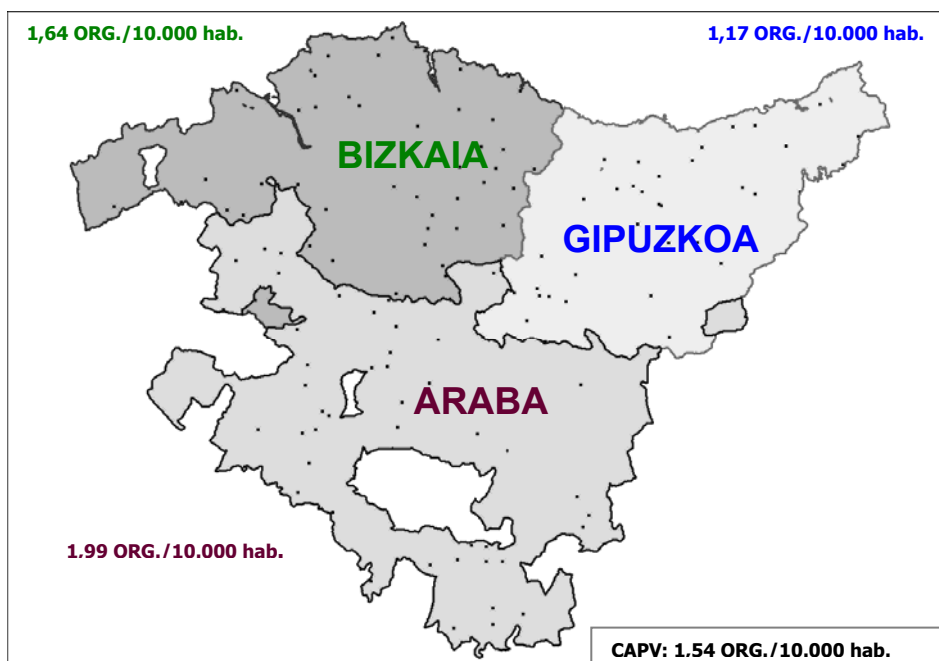 1,64 ORG./10.000 hab.
1,17 ORG./10.000 hab.
BIZKAIA
GIPUZKOA
ARABA
1.99 ORG./10.000 hab.
CAPV: 1,54 ORG./10.000 hab.